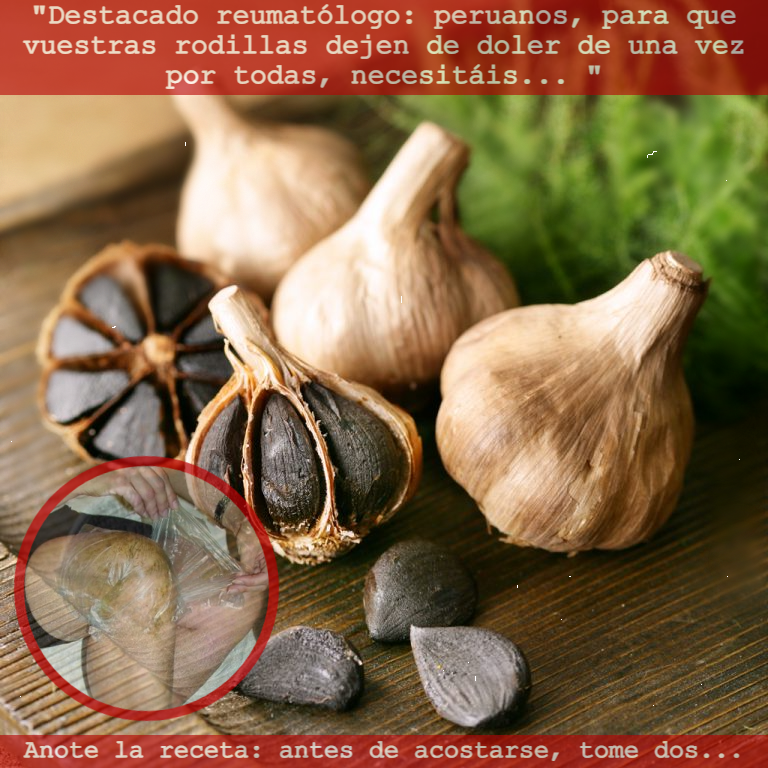 "Destacado reumatólogo: peruanos, para que
vuestras rodillas dejen de doler de una vez
por todas, necesitáis... "
Anote la receta: antes de acostarse, tome dos...